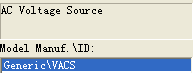 AC Voltage Source
Model Manuf.\ID:
Generic\VACS